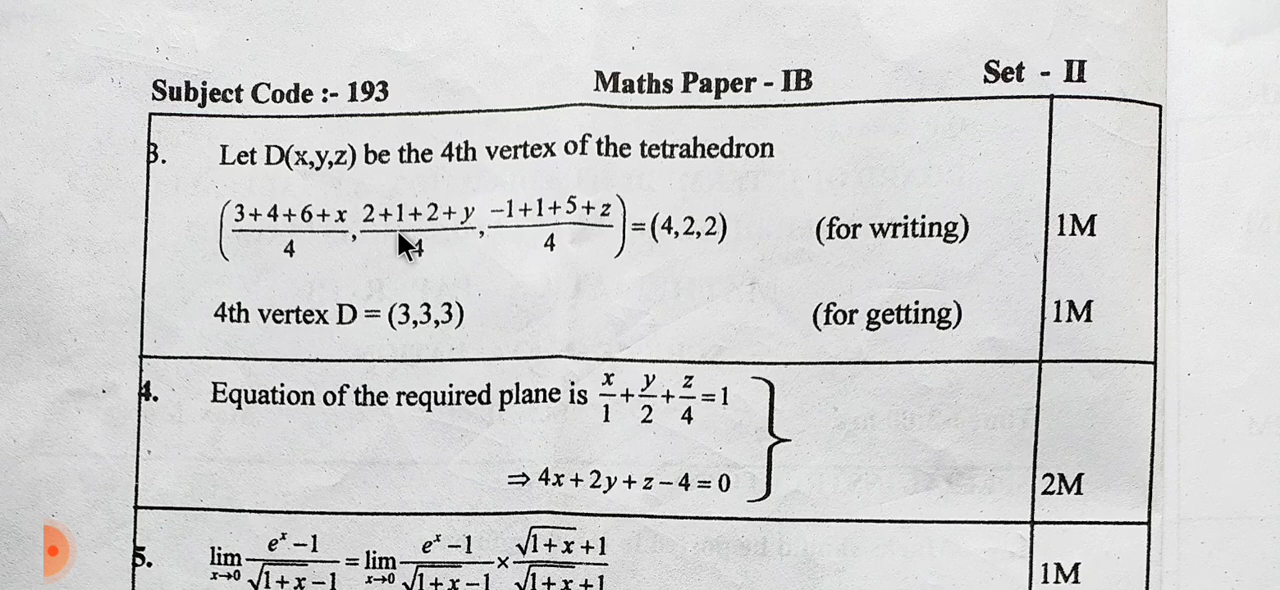 Subject Code :- 193 Maths Paper - IB Set - II
3. Let D(x,y,z) be the 4th vertex of the tetrahedron
(3+4+6+x/4, 2+1+2+y/4, −1+1+5+z/4) = (4,2,2) (for writing) 1M
4th vertex D = (3,3,3) (for getting) 1M
4. Equation of the required plane is x/1 + y/2 + z/4 = 1
⇒ 4x + 2y + z − 4 = 0 2M
5. lim x→0 e^x −1/√1+x −1 = lim x→0 e^x −1/√1+x −1 × √1+x +1/√1+x +1 1M